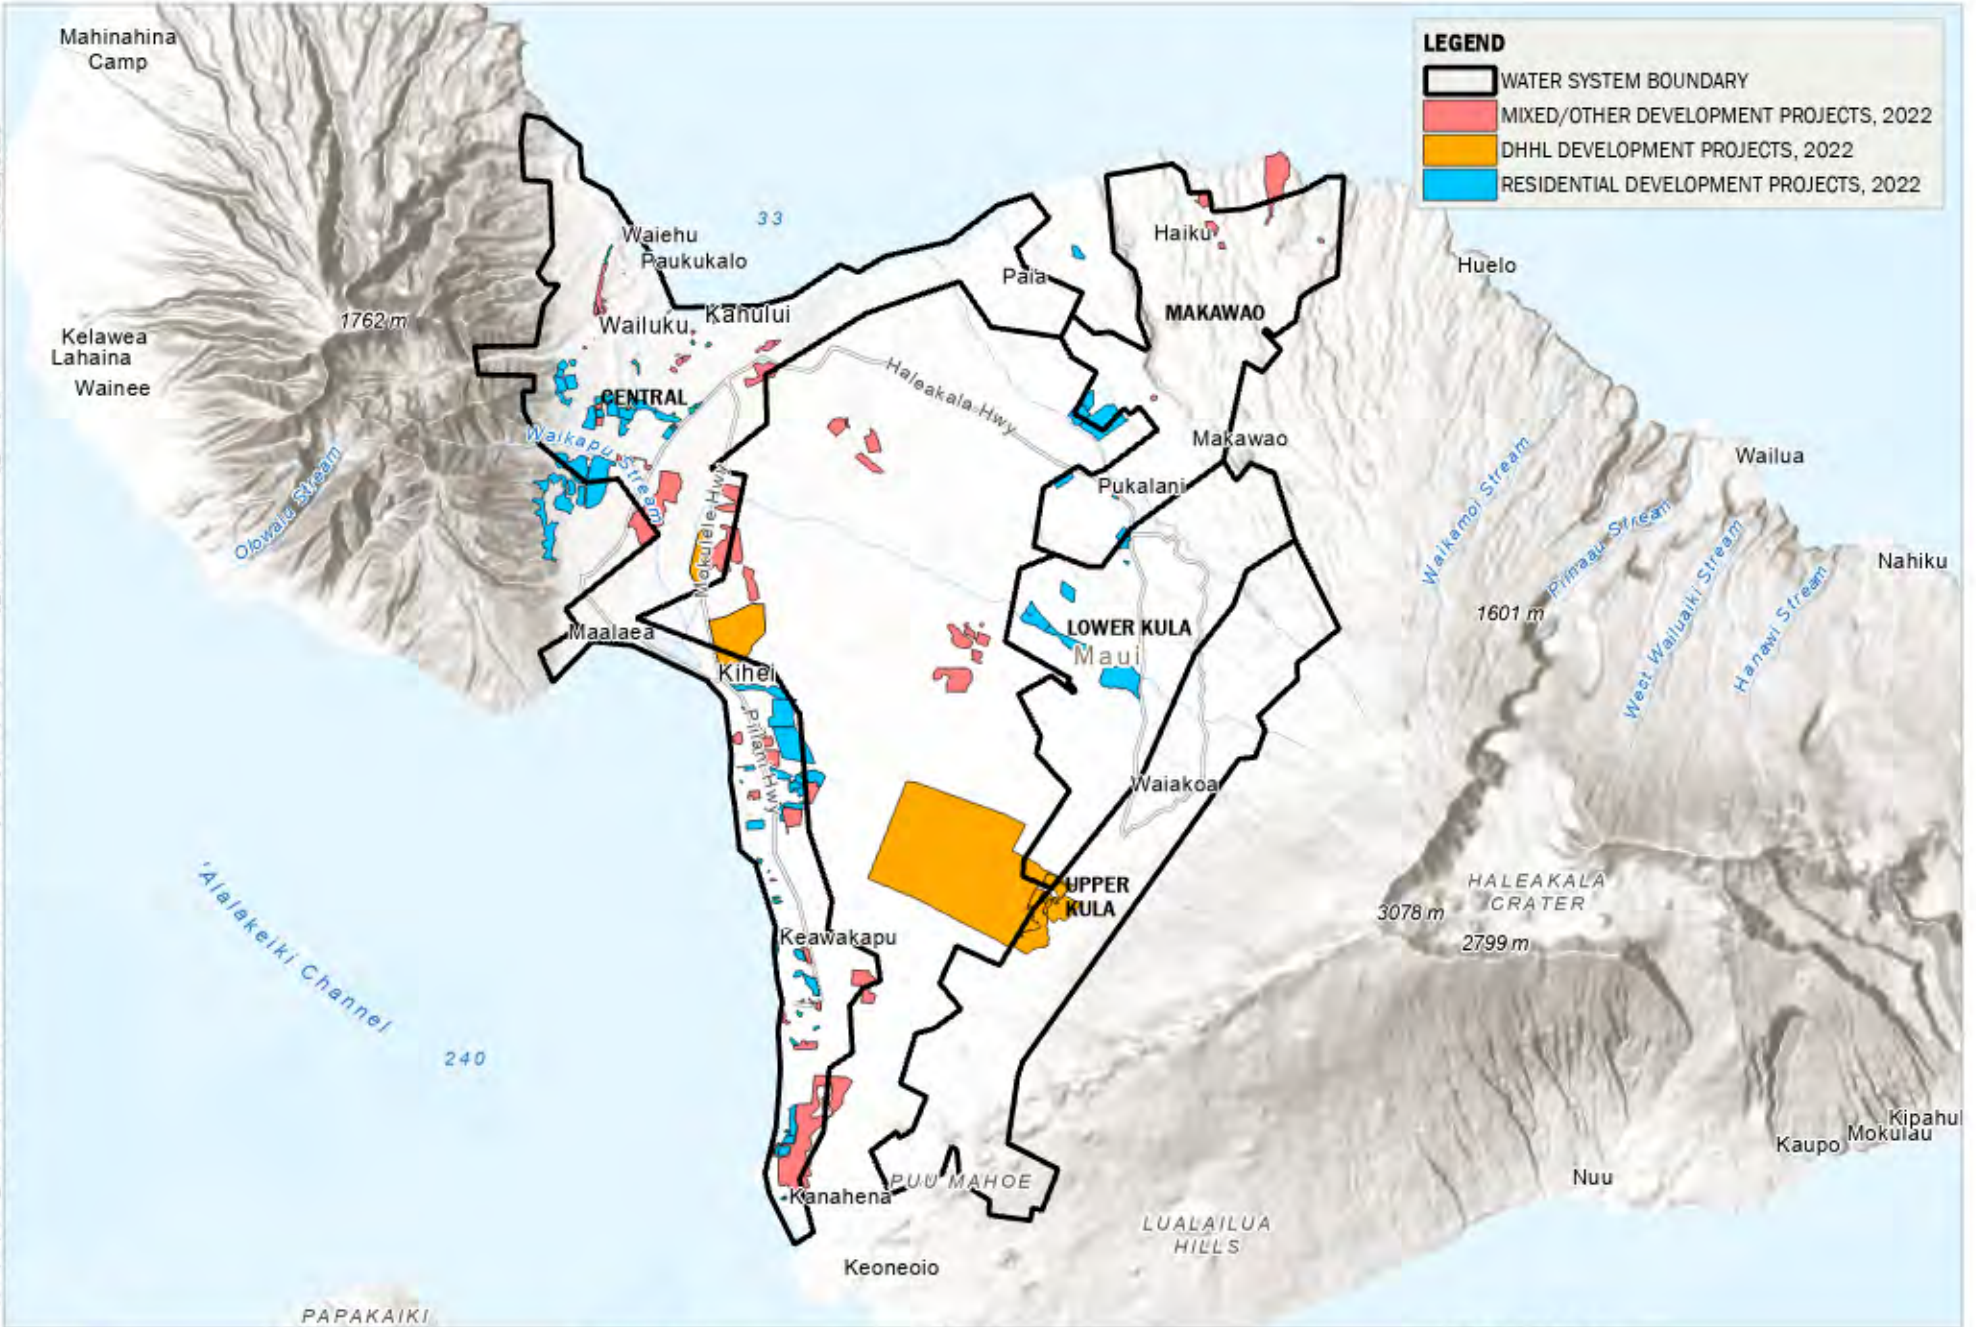 Mahinahina
Camp
LEGEND
WATER SYSTEM BOUNDARY
MIXED/OTHER DEVELOPMENT PROJECTS, 2022
DHHL DEVELOPMENT PROJECTS, 2022
RESIDENTIAL DEVELOPMENT PROJECTS, 2022
33
Waiehu
Paukukalo
Haiku
Huelo
Paia
1762 m
Wailuku
Kahului
MAKAWAO
Kelawea
Lahaina
Wainee
CENTRAL
Haleakala Hwy
Waikapu Stream
Makawao
Wailua
Olowalu Stream
Mokulele Hwy
Pukalani
Waikamoi Stream
Piinaau Stream
West Wailuaiki Stream
Hanawi Stream
Nahiku
1601 m
Maalaea
LOWER KULA
Maui
Kihei
Piilani Hwy
Waiakoa
'Alalakeiki Channel
UPPER
KULA
HALEAKALA
CRATER
3078 m
2799 m
Keawakapu
240
Kipahul
Mokulau
Kaupo
Nuu
PUU MAHOE
Kanahena
LUALAILUA
HILLS
Keoneoio
PAPAKAIKI